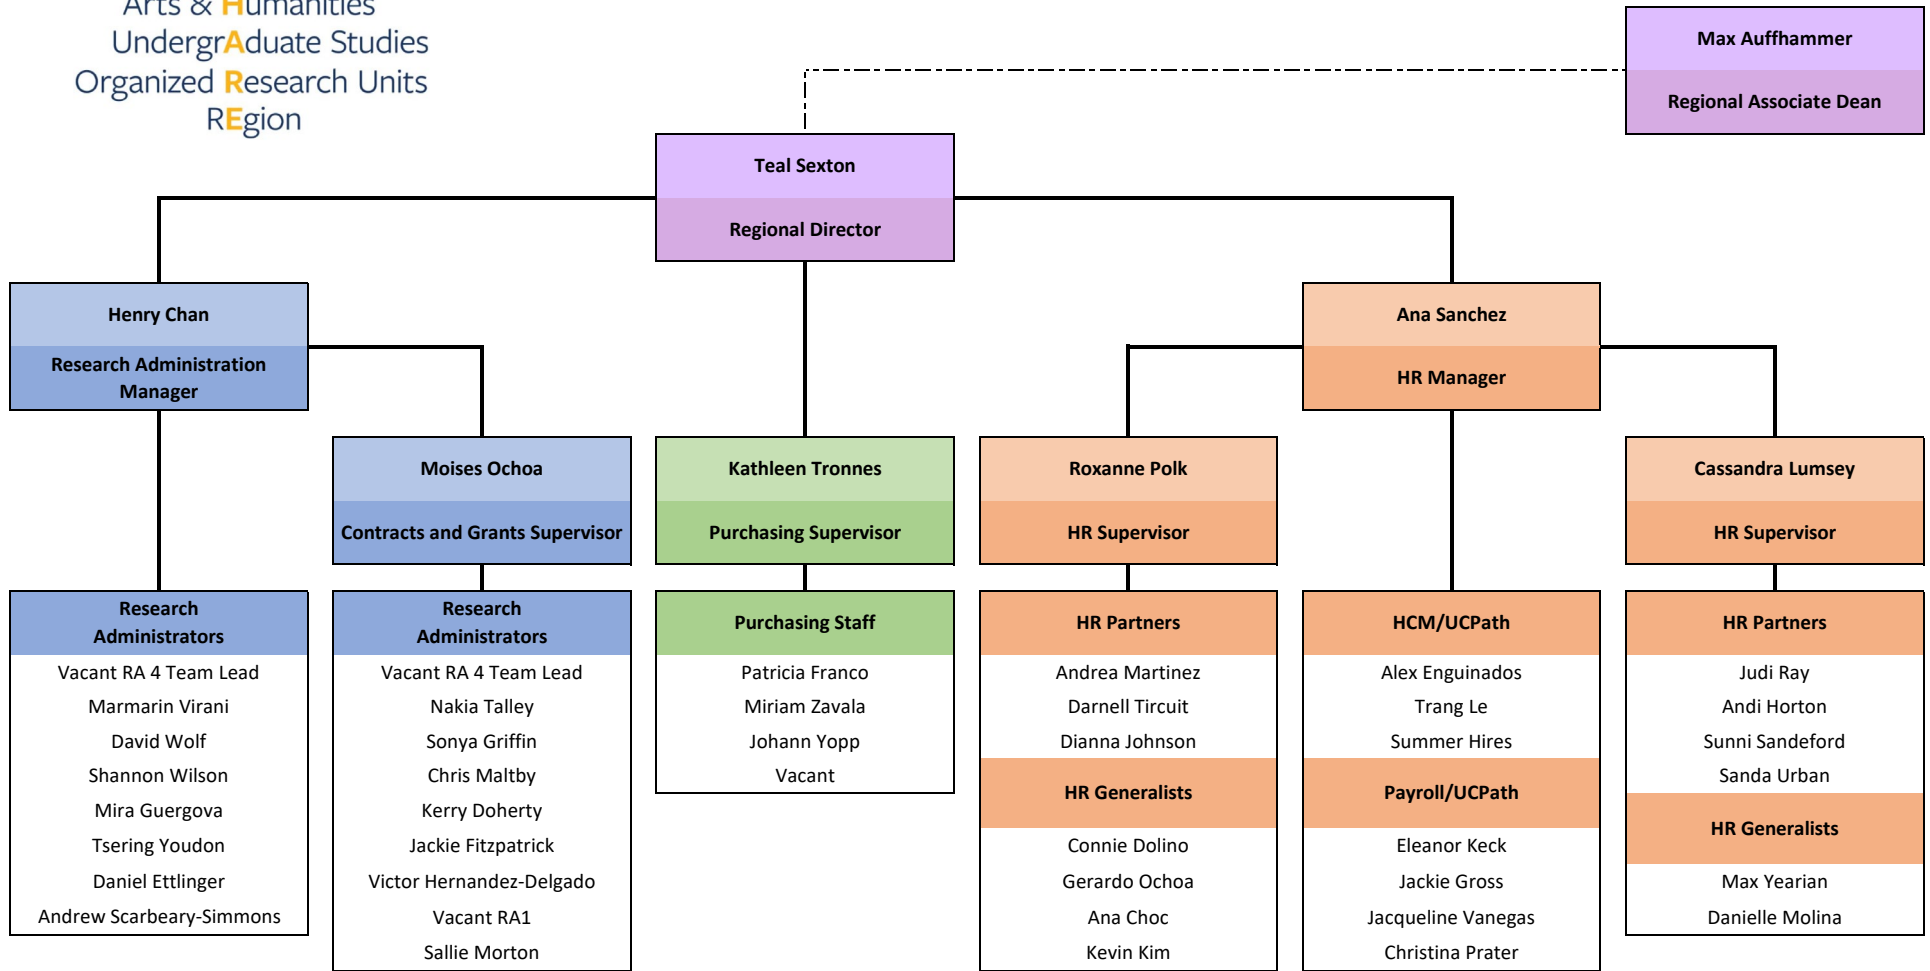 Arts & Humanities
UndergrAduate Studies
Organized Research Units
REgion
Max Auffhammer
Regional Associate Dean
Teal Sexton
Regional Director
Henry Chan
Research Administration
Manager
Ana Sanchez
HR Manager
Moises Ochoa
Contracts and Grants Supervisor
Kathleen Tronnes
Purchasing Supervisor
Roxanne Polk
HR Supervisor
Cassandra Lumsey
HR Supervisor
Research
Administrators
Vacant RA 4 Team Lead
Marmarin Virani
David Wolf
Shannon Wilson
Mira Guergova
Tsering Youdon
Daniel Ettlinger
Andrew Scarbeary-Simmons
Research
Administrators
Vacant RA 4 Team Lead
Nakia Talley
Sonya Griffin
Chris Maltby
Kerry Doherty
Jackie Fitzpatrick
Victor Hernandez-Delgado
Vacant RA1
Sallie Morton
Purchasing Staff
Patricia Franco
Miriam Zavala
Johann Yopp
Vacant
HR Partners
Andrea Martinez
Darnell Tircuit
Dianna Johnson
HR Generalists
Connie Dolino
Gerardo Ochoa
Ana Choc
Kevin Kim
HCM/UCPath
Alex Enguinados
Trang Le
Summer Hires
Payroll/UCPath
Eleanor Keck
Jackie Gross
Jacqueline Vanegas
Christina Prater
HR Partners
Judi Ray
Andi Horton
Sunni Sandeford
Sanda Urban
HR Generalists
Max Yearian
Danielle Molina